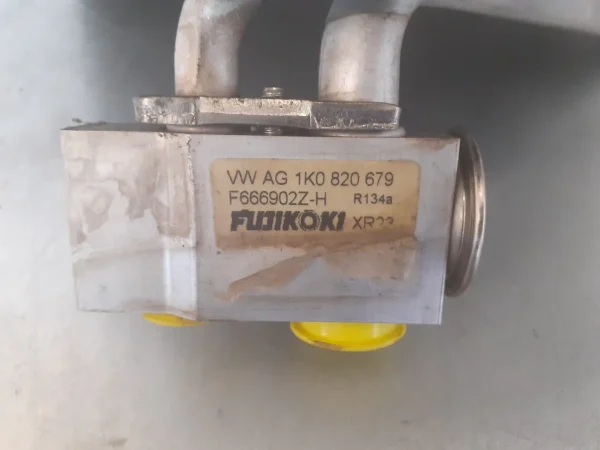 VW AG 1K0 820 679
F666902Z-H R134a
FUJIKOKI XR23